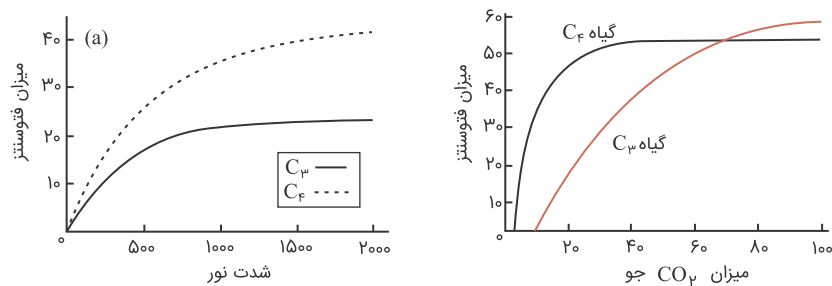 (a)
میزان فتوسنتز
۴۰
۳۰
۲۰
۱۰
۰
۵۰۰
۱۰۰۰
۱۵۰۰
۲۰۰۰
شدت نور
C۳
C۴
میزان فتوسنتز
۶۰
۵۰
۴۰
۳۰
۲۰
۱۰
۰
۲۰
۴۰
۶۰
۸۰
۱۰۰
میزان CO۲ جو
گیاه C۴
گیاه C۳